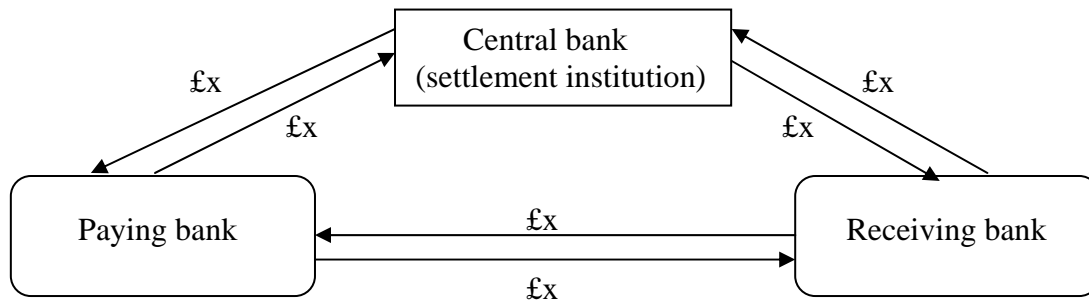 Central bank
(settlement institution)
£x
£x
£x
£x
Paying bank
£x
Receiving bank
£x